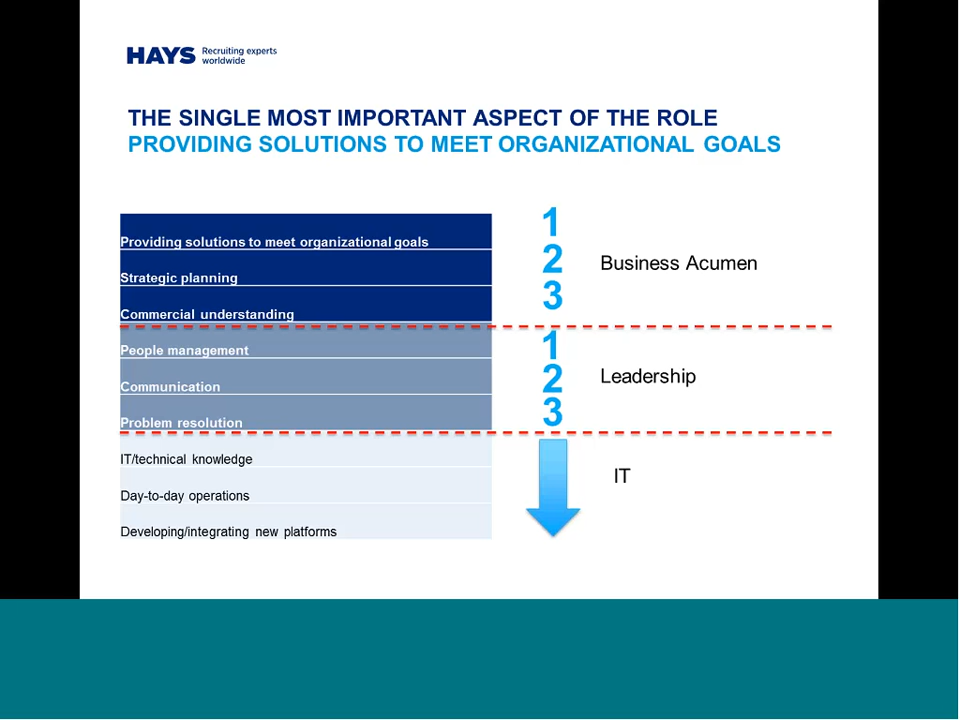 HAYS Recruiting experts
worldwide
THE SINGLE MOST IMPORTANT ASPECT OF THE ROLE
PROVIDING SOLUTIONS TO MEET ORGANIZATIONAL GOALS
Providing solutions to meet organizational goals
Strategic planning
Commercial understanding
1
2
3
Business Acumen
People management
Communication
Problem resolution
1
2
3
Leadership
IT/technical knowledge
Day-to-day operations
Developing/integrating new platforms
IT